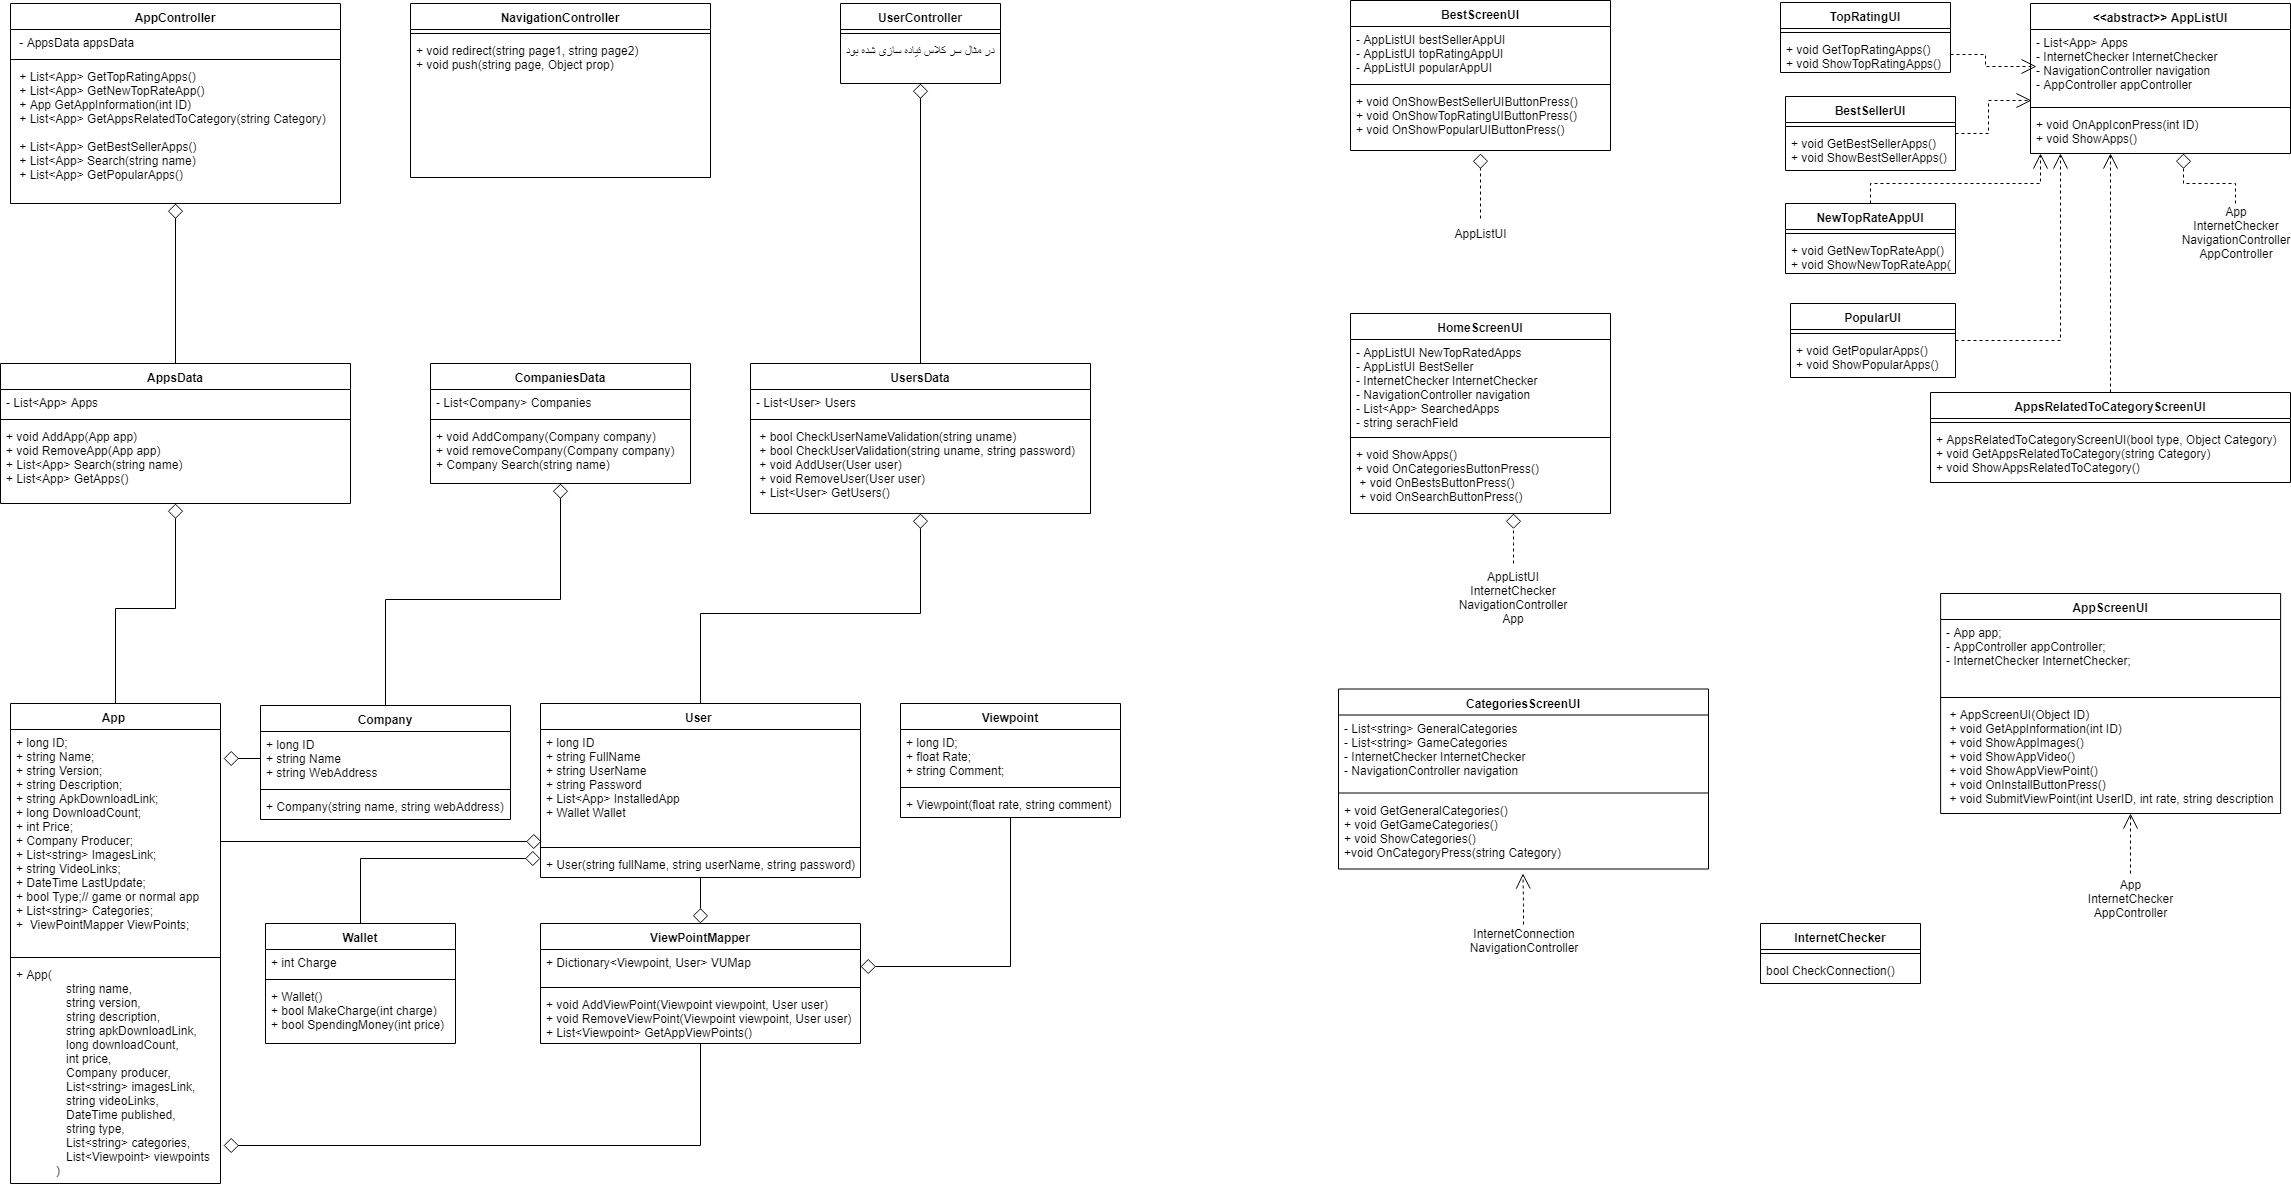 AppController
- AppsData appsData
+ List<App> GetTopRatingApps()
+ List<App> GetNewTopRateApp()
+ App GetAppInformation(int ID)
+ List<App> GetAppsRelatedToCategory(string Category)
+ List<App> GetBestSellerApps()
+ List<App> Search(string name)
+ List<App> GetPopularApps()
NavigationController
+ void redirect(string page1, string page2)
+ void push(string page, Object prop)
UserController
در مثال سر کلاس پیاده سازی شده بود
AppsData
- List<App> Apps
+ void AddApp(App app)
+ void RemoveApp(App app)
+ List<App> Search(string name)
+ List<App> GetApps()
CompaniesData
- List<Company> Companies
+ void AddCompany(Company company)
+ void removeCompany(Company company)
+ Company Search(string name)
UsersData
- List<User> Users
+ bool CheckUserNameValidation(string uname)
+ bool CheckUserValidation(string uname, string password)
+ void AddUser(User user)
+ void RemoveUser(User user)
+ List<User> GetUsers()
App
+ long ID;
+ string Name;
+ string Version;
+ string Description;
+ string ApkDownloadLink;
+ long DownloadCount;
+ int Price;
+ Company Producer;
+ List<string> ImagesLink;
+ string VideoLinks;
+ DateTime LastUpdate;
+ bool Type;// game or normal app
+ List<string> Categories;
+ ViewPointMapper ViewPoints;
+ App(
string name,
string version,
string description,
string apkDownloadLink,
long downloadCount,
int price,
Company producer,
List<string> imagesLink,
string videoLinks,
DateTime published,
string type,
List<string> categories,
List<Viewpoint> viewpoints
)
Company
+ long ID
+ string Name
+ string WebAddress
+ Company(string name, string webAddress)
User
+ long ID
+ string FullName
+ string UserName
+ string Password
+ List<App> InstalledApp
+ Wallet Wallet
+ User(string fullName, string userName, string password)
Viewpoint
+ long ID;
+ float Rate;
+ string Comment;
+ Viewpoint(float rate, string comment)
Wallet
+ int Charge
+ Wallet()
+ bool MakeCharge(int charge)
+ bool SpendingMoney(int price)
ViewPointMapper
+ Dictionary<Viewpoint, User> VUMap
+ void AddViewPoint(Viewpoint viewpoint, User user)
+ void RemoveViewPoint(Viewpoint viewpoint, User user)
+ List<Viewpoint> GetAppViewPoints()
BestScreenUI
- AppListUI bestSellerAppUI
- AppListUI topRatingAppUI
- AppListUI popularAppUI
+ void OnShowBestSellerUIButtonPress()
+ void OnShowTopRatingUIButtonPress()
+ void OnShowPopularUIButtonPress()
AppListUI
HomeScreenUI
- AppListUI NewTopRatedApps
- AppListUI BestSeller
- InternetChecker InternetChecker
- NavigationController navigation
- List<App> SearchedApps
- string serachField
+ void ShowApps()
+ void OnCategoriesButtonPress()
+ void OnBestsButtonPress()
+ void OnSearchButtonPress()
AppListUI
InternetChecker
NavigationController
App
CategoriesScreenUI
- List<string> GeneralCategories
- List<string> GameCategories
- InternetChecker InternetChecker
- NavigationController navigation
+ void GetGeneralCategories()
+ void GetGameCategories()
+ void ShowCategories()
+void OnCategoryPress(string Category)
InternetConnection
NavigationController
TopRatingUI
+ void GetTopRatingApps()
+ void ShowTopRatingApps()
BestSellerUI
+ void GetBestSellerApps()
+ void ShowBestSellerApps()
NewTopRateAppUI
+ void GetNewTopRateApp()
+ void ShowNewTopRateApp(
PopularUI
+ void GetPopularApps()
+ void ShowPopularApps()
<<abstract>> AppListUI
- List<App> Apps
- InternetChecker InternetChecker
- NavigationController navigation
- AppController appController
+ void OnAppIconPress(int ID)
+ void ShowApps()
App
InternetChecker
NavigationController
AppController
AppsRelatedToCategoryScreenUI
+ AppsRelatedToCategoryScreenUI(bool type, Object Category)
+ void GetAppsRelatedToCategory(string Category)
+ void ShowAppsRelatedToCategory()
AppScreenUI
- App app;
- AppController appController;
- InternetChecker InternetChecker;
+ AppScreenUI(Object ID)
+ void GetAppInformation(int ID)
+ void ShowAppImages()
+ void ShowAppVideo()
+ void ShowAppViewPoint()
+ void OnInstallButtonPress()
+ void SubmitViewPoint(int UserID, int rate, string description
App
InternetChecker
AppController
InternetChecker
bool CheckConnection()